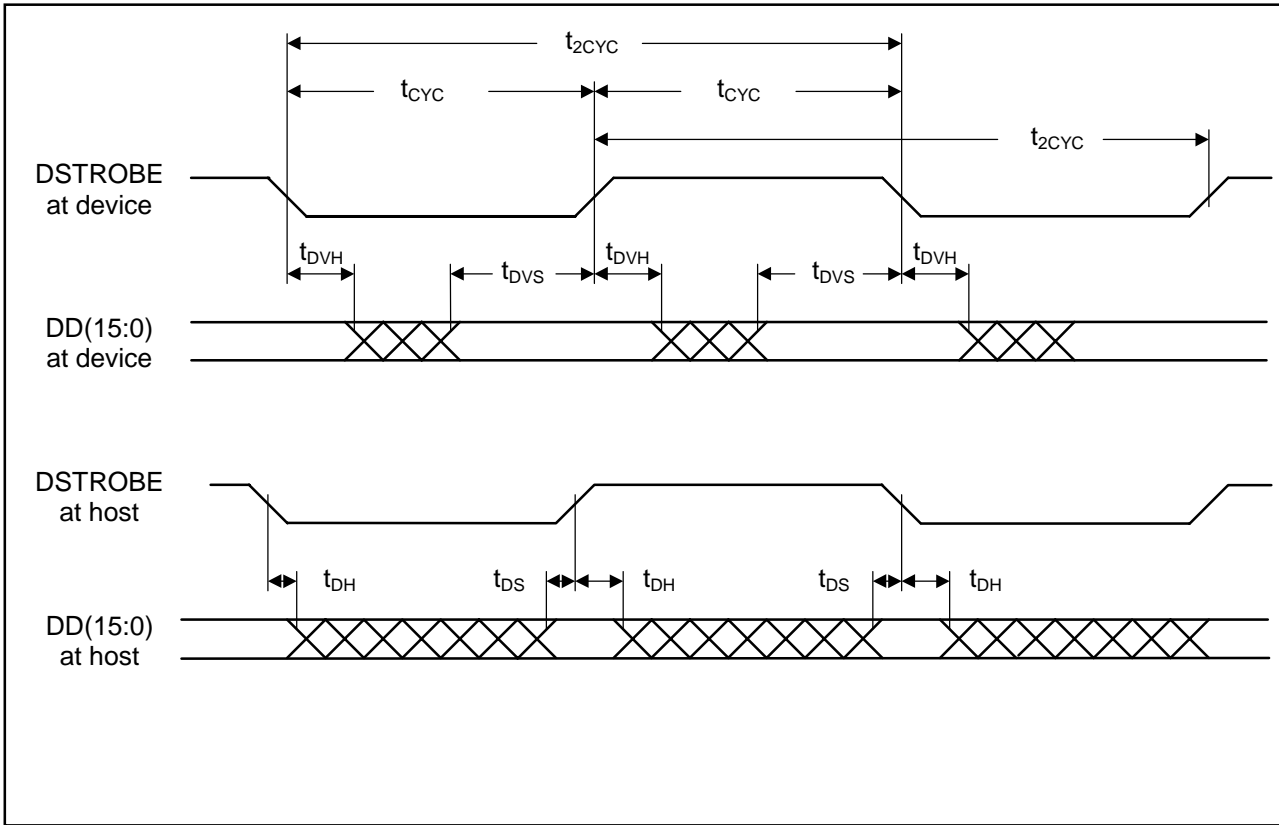 t2CYC
tCYC
tCYC
t2CYC
DSTROBE
at device
tDVH
tDVS
tDVH
tDVS
tDVH
DD(15:0)
at device
DSTROBE
at host
tDH
tDS
tDH
tDS
tDH
DD(15:0)
at host